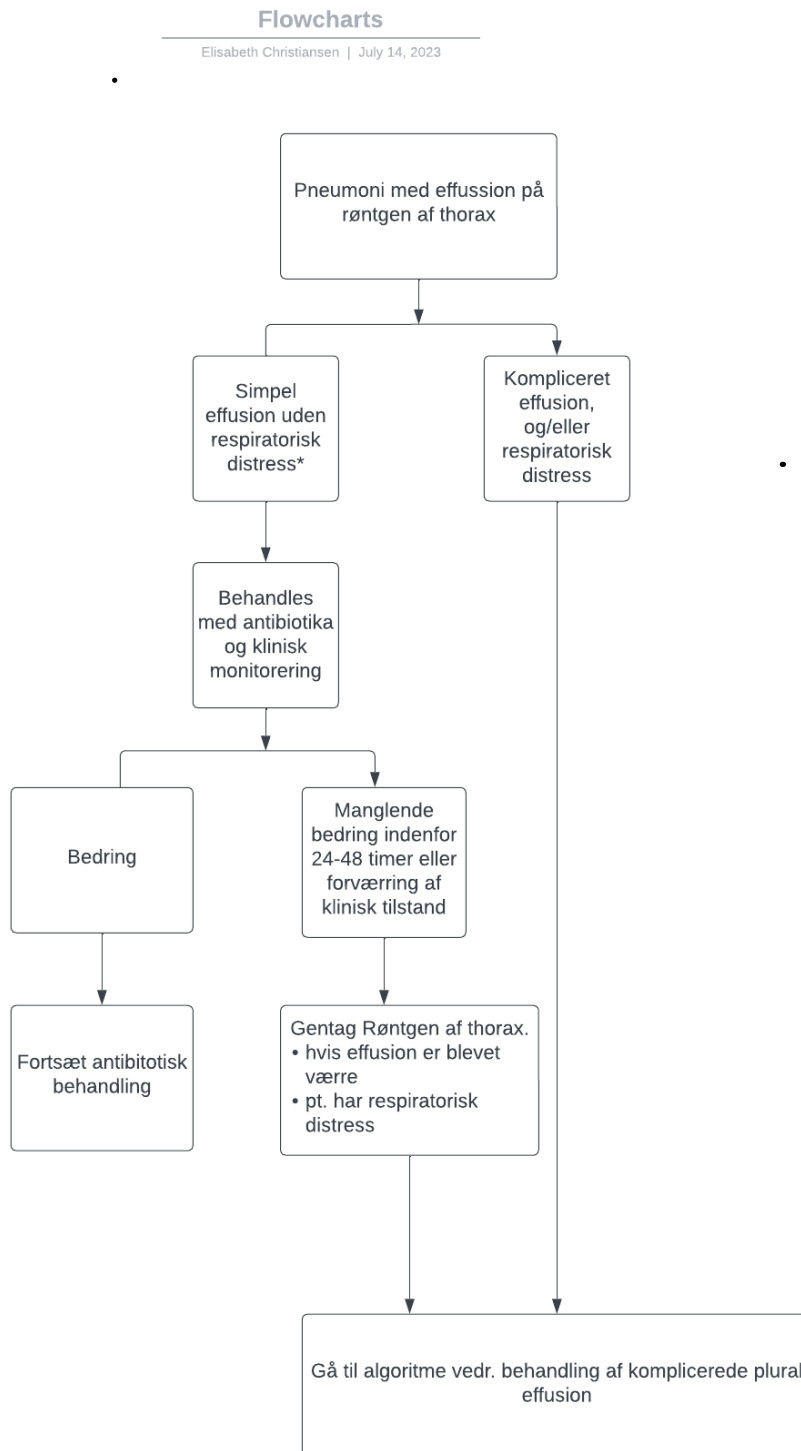 Flowcharts
Elisabeth Christiansen | July 14, 2023
Pneumoni med effussion på
røntgen af thorax
Simpel
effusion uden
respiratorisk
distress*
Kompliceret
effusion,
og/eller
respiratorisk
distress
Behandles
med antibiotika
og klinisk
monitorering
Bedring
Manglende
bedring indenfor
24-48 timer eller
forværring af
klinisk tilstand
Fortsæt antibitotisk
behandling
Gentag Røntgen af thorax.
• hvis effusion er blevet
værre
• pt. har respiratorisk
distress
Gå til algoritme vedr. behandling af komplicerede plural
effusion